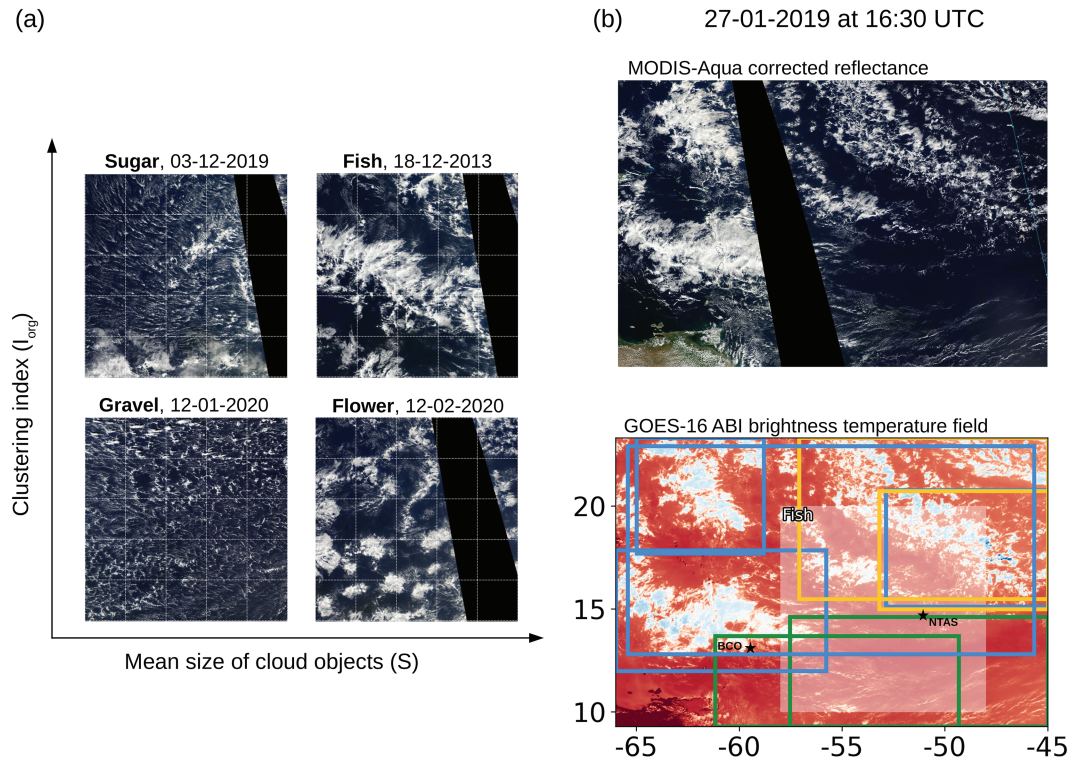 (a)
Sugar, 03-12-2019
Fish, 18-12-2013
Gravel, 12-01-2020
Flower, 12-02-2020
Clustering index (Iorg)
Mean size of cloud objects (S)
(b)
27-01-2019 at 16:30 UTC
MODIS-Aqua corrected reflectance
GOES-16 ABI brightness temperature field
20
15
10
Fish
NTAS
BCO
-65
-60
-55
-50
-45